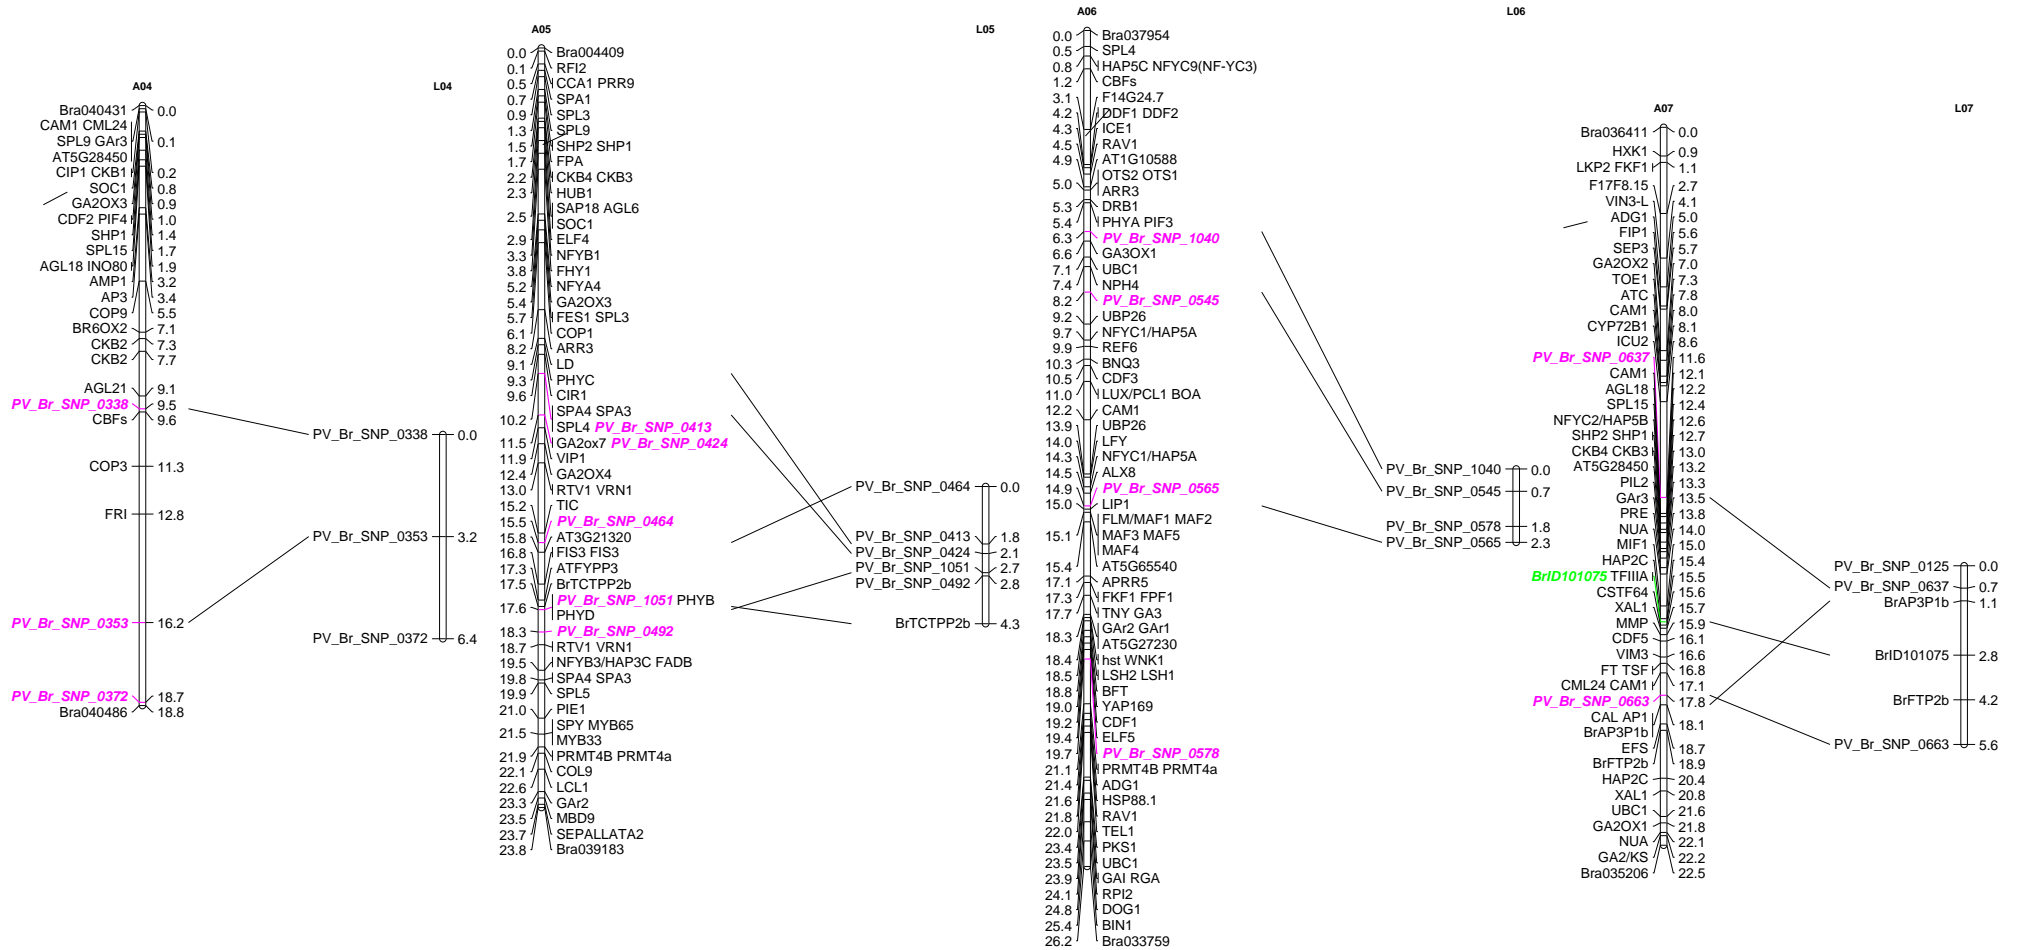 A04
Bra040431 0.0
CAM1 CML24
SPL9 GAr3 0.1
AT5G28450
CIP1 CKB1 0.2
SOC1 0.8
GA2OX3 0.9
CDF2 PIF4 1.0
SHP1 1.4
SPL15 1.7
AGL18 INO80 1.9
AMP1 3.2
AP3 3.4
COP9 5.5
BR6OX2 7.1
CKB2 7.3
CKB2 7.7
AGL21 9.1
PV_Br_SNP_0338 9.5
CBFs 9.6
COP3 11.3
FRI 12.8
PV_Br_SNP_0353 16.2
PV_Br_SNP_0372 18.7
Bra040486 18.8
L04
PV_Br_SNP_0338 0.0
PV_Br_SNP_0353 3.2
PV_Br_SNP_0372 6.4
A05
0.0 Bra004409
0.1 RFI2
0.5 CCA1 PRR9
0.7 SPA1
0.9 SPL3
1.3 SPL9
1.5 SHP2 SHP1
1.7 FPA
2.2 CKB4 CKB3
2.3 HUB1
SAP18 AGL6
2.5 SOC1
2.9 ELF4
3.3 NFYB1
3.8 FHY1
5.2 NFYA4
5.4 GA2OX3
5.7 FES1 SPL3
6.1 COP1
8.2 ARR3
9.1 LD
9.3 PHYC
9.6 CIR1
SPA4 SPA3
10.2 SPL4 PV_Br_SNP_0413
11.5 GA2ox7 PV_Br_SNP_0424
11.9 VIP1
12.4 GA2OX4
13.0 RTV1 VRN1
15.2 TIC
15.5 PV_Br_SNP_0464
15.8 AT3G21320
16.8 FIS3 FIS3
17.3 ATFYPP3
17.5 BrTCTPP2b
PV_Br_SNP_1051 PHYB
17.6 PHYD
18.3 PV_Br_SNP_0492
18.7 RTV1 VRN1
19.5 NFYB3/HAP3C FADB
19.8 SPA4 SPA3
19.9 SPL5
21.0 PIE1
SPY MYB65
21.5 MYB33
21.9 PRMT4B PRMT4a
22.1 COL9
22.6 LCL1
23.3 GAr2
23.5 MBD9
23.7 SEPALLATA2
23.8 Bra039183
L05
PV_Br_SNP_0464 0.0
PV_Br_SNP_0413 1.8
PV_Br_SNP_0424 2.1
PV_Br_SNP_1051 2.7
PV_Br_SNP_0492 2.8
BrTCTPP2b 4.3
A06
0.0 Bra037954
0.5 SPL4
0.8 HAP5C NFYC9(NF-YC3)
1.2 CBFs
3.1 F14G24.7
4.2 DDF1 DDF2
4.3 ICE1
4.5 RAV1
4.9 AT1G10588
OTS2 OTS1
5.0 ARR3
5.3 DRB1
5.4 PHYA PIF3
6.3 PV_Br_SNP_1040
6.6 GA3OX1
7.1 UBC1
7.4 NPH4
8.2 PV_Br_SNP_0545
9.2 UBP26
9.7 NFYC1/HAP5A
9.9 REF6
10.3 BNQ3
10.5 CDF3
11.0 LUX/PCL1 BOA
12.2 CAM1
13.9 UBP26
14.0 LFY
14.3 NFYC1/HAP5A
14.5 ALX8
14.9 PV_Br_SNP_0565
15.0 LIP1
FLM/MAF1 MAF2
15.1 MAF3 MAF5
MAF4
15.4 AT5G65540
17.1 APRR5
17.3 FKF1 FPF1
17.7 TNY GA3
GAr2 GAr1
18.3 AT5G27230
18.4 hst WNK1
18.5 LSH2 LSH1
18.8 BFT
19.0 YAP169
19.2 CDF1
19.4 ELF5
19.7 PV_Br_SNP_0578
21.1 PRMT4B PRMT4a
21.4 ADG1
21.6 HSP88.1
21.8 RAV1
22.0 TEL1
23.4 PKS1
23.5 UBC1
23.9 GAI RGA
24.1 RPI2
24.8 DOG1
25.4 BIN1
26.2 Bra033759
L06
PV_Br_SNP_1040 0.0
PV_Br_SNP_0545 0.7
PV_Br_SNP_0578 1.8
PV_Br_SNP_0565 2.3
A07
Bra036411 0.0
HXK1 0.9
LKP2 FKF1 1.1
F17F8.15 2.7
VIN3-L 4.1
ADG1 5.0
FIP1 5.6
SEP3 5.7
GA2OX2 7.0
TOE1 7.3
ATC 7.8
CAM1 8.0
CYP72B1 8.1
ICU2 8.6
PV_Br_SNP_0637 11.6
CAM1 12.1
AGL18 12.2
SPL15 12.4
NFYC2/HAP5B 12.6
SHP2 SHP1 12.7
CKB4 CKB3 13.0
AT5G28450 13.2
PIL2 13.3
GAr3 13.5
PRE 13.8
NUA 14.0
MIF1 15.0
HAP2C 15.4
BrID101075 TFIIIA 15.5
CSTF64 15.6
XAL1 15.7
MMP 15.9
CDF5 16.1
VIM3 16.6
FT TSF 16.8
CML24 CAM1 17.1
PV_Br_SNP_0663 17.8
CAL AP1 18.1
BrAP3P1b
EFS 18.7
BrFTP2b 18.9
HAP2C 20.4
XAL1 20.8
UBC1 21.6
GA2OX1 21.8
NUA 22.1
GA2/KS 22.2
Bra035206 22.5
L07
PV_Br_SNP_0125 0.0
PV_Br_SNP_0637 0.7
BrAP3P1b 1.1
BrID101075 2.8
BrFTP2b 4.2
PV_Br_SNP_0663 5.6